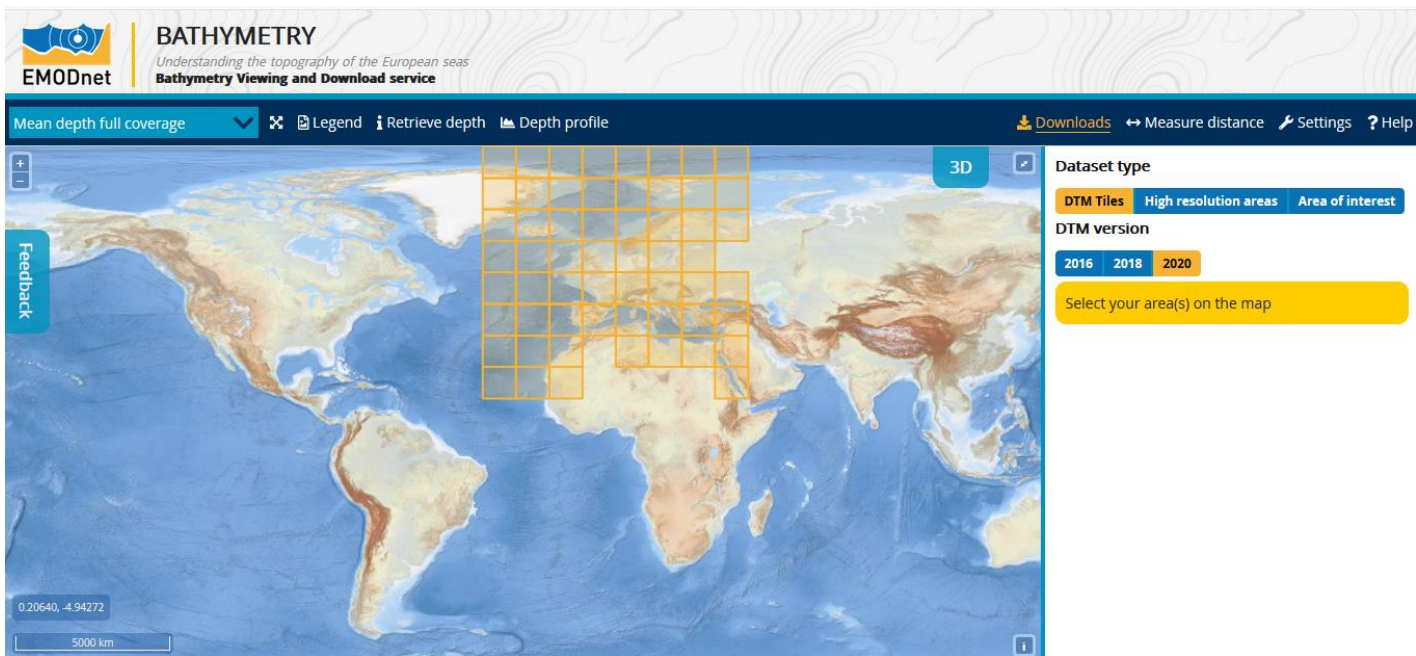 EMODnet
BATHYMETRY
Understanding the topography of the European seas
Bathymetry Viewing and Download service
Mean depth full coverage
Legend
Retrieve depth
Depth profile
Downloads
Measure distance
Settings
? Help
+
−
3D
Feedback
Dataset type
DTM Tiles High resolution areas Area of interest
DTM version
2016 2018 2020
Select your area(s) on the map
0.20640, -4.94272
5000 km
i